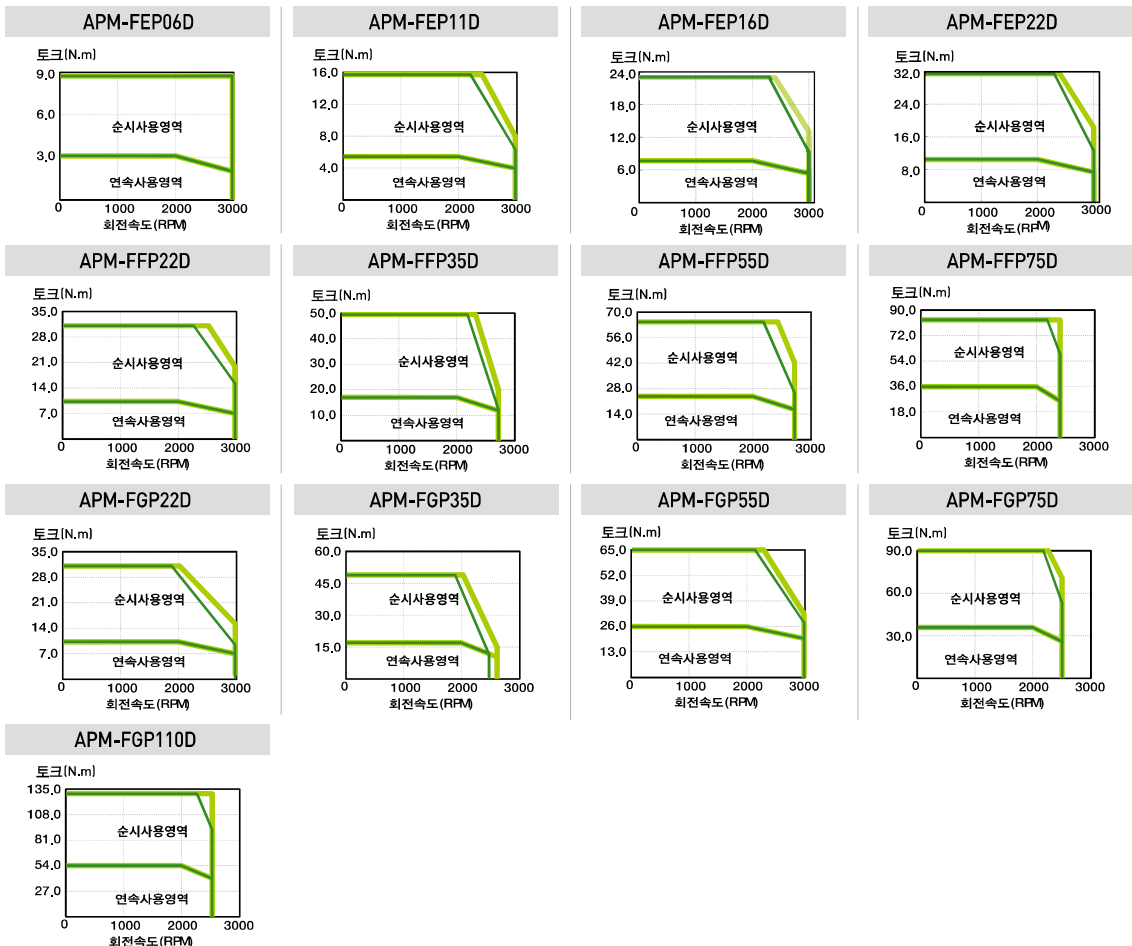 APM-FEP06D
토크(N.m)
9.0
6.0
3.0
순시사용영역
연속사용영역
0 1000 2000 3000
회전속도(RPM)
APM-FEP11D
토크(N.m)
16.0
12.0
8.0
4.0
순시사용영역
연속사용영역
0 1000 2000 3000
회전속도(RPM)
APM-FEP16D
토크(N.m)
24.0
18.0
12.0
6.0
순시사용영역
연속사용영역
0 1000 2000 3000
회전속도(RPM)
APM-FEP22D
토크(N.m)
32.0
24.0
16.0
8.0
순시사용영역
연속사용영역
0 1000 2000 3000
회전속도(RPM)
APM-FFP22D
토크(N.m)
35.0
28.0
21.0
14.0
7.0
순시사용영역
연속사용영역
0 1000 2000 3000
회전속도(RPM)
APM-FFP35D
토크(N.m)
50.0
40.0
30.0
20.0
10.0
순시사용영역
연속사용영역
0 1000 2000 3000
회전속도(RPM)
APM-FFP55D
토크(N.m)
70.0
56.0
42.0
28.0
14.0
순시사용영역
연속사용영역
0 1000 2000 3000
회전속도(RPM)
APM-FFP75D
토크(N.m)
90.0
72.0
54.0
36.0
18.0
순시사용영역
연속사용영역
0 1000 2000 3000
회전속도(RPM)
APM-FGP22D
토크(N.m)
35.0
28.0
21.0
14.0
7.0
순시사용영역
연속사용영역
0 1000 2000 3000
회전속도(RPM)
APM-FGP35D
토크(N.m)
60.0
45.0
30.0
15.0
순시사용영역
연속사용영역
0 1000 2000 3000
회전속도(RPM)
APM-FGP55D
토크(N.m)
65.0
52.0
39.0
26.0
13.0
순시사용영역
연속사용영역
0 1000 2000 3000
회전속도(RPM)
APM-FGP75D
토크(N.m)
90.0
60.0
30.0
순시사용영역
연속사용영역
0 1000 2000 3000
회전속도(RPM)
APM-FGP110D
토크(N.m)
135.0
108.0
81.0
54.0
27.0
순시사용영역
연속사용영역
0 1000 2000 3000
회전속도(RPM)